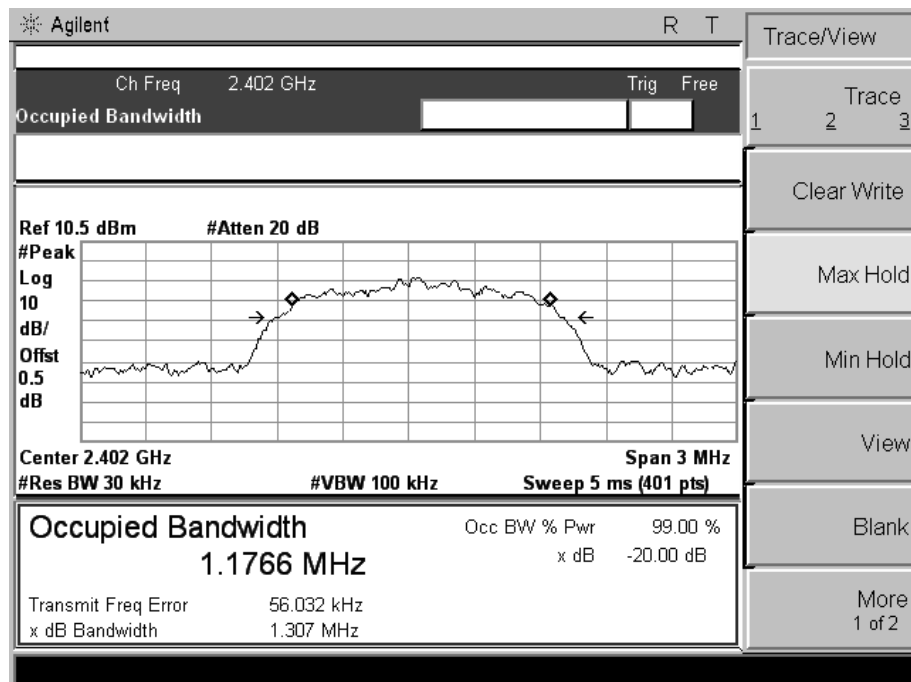 Agilent R T
Ch Freq 2.402 GHz Trig Free
Occupied Bandwidth
Ref 10.5 dBm #Atten 20 dB
#Peak
Log
10
dB/
Offst
0.5
dB
Center 2.402 GHz Span 3 MHz
#Res BW 30 kHz #VBW 100 kHz Sweep 5 ms (401 pts)
Occupied Bandwidth
1.1766 MHz
Occ BW % Pwr 99.00 %
x dB -20.00 dB
Transmit Freq Error 56.032 kHz
x dB Bandwidth 1.307 MHz
Trace/View
Trace
1 2 3
Clear Write
Max Hold
Min Hold
View
Blank
More
1 of 2